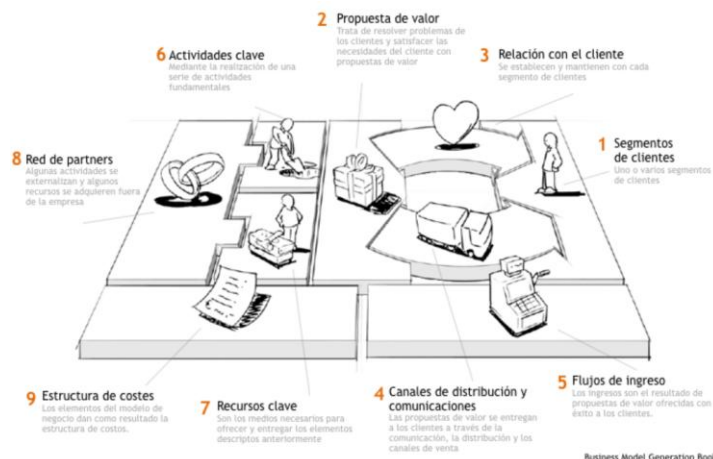 2 Propuesta de valor
Trata de resolver problemas de
los clientes y satisfacer las
necesidades del cliente con
propuestas de valor
6 Actividades clave
Mediante la realización de una
serie de actividades
fundamentales
3 Relación con el cliente
Se establecen y mantienen con cada
segmento de clientes
8 Red de partners
Algunas actividades se
externalizan y algunos
recursos se adquieren fuera
de la empresa
1 Segmentos
de clientes
Uno o varios segmentos
de clientes
9 Estructura de costes
Los elementos del modelo de
negocio dan como resultado la
estructura de costos.
7 Recursos clave
Son los medios necesarios para
ofrecer y entregar los elementos
descriptos anteriormente
4 Canales de distribución y
comunicaciones
Las propuestas de valor se entregan
a los clientes a través de la
comunicación, la distribución y los
canales de venta
5 Flujos de ingreso
Los ingresos son el resultado de
propuestas de valor ofrecidas con
éxito a los clientes.
Business Model Generation Book